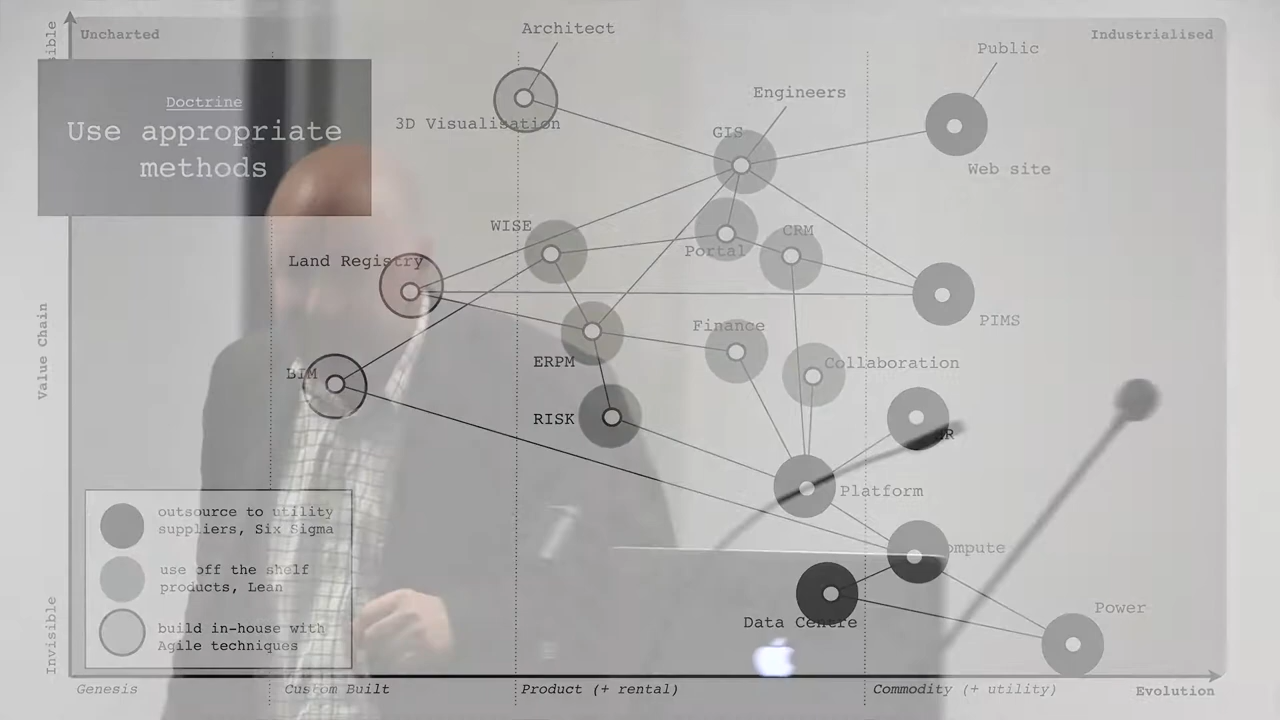 Uncharted
Industrialised
Doctrine
Use appropriate
methods
Architect
Public
Engineers
3D Visualisation
GIS
Web site
WISE
Portal
CRM
Land Registry
PIMS
Finance
ERPM
Collaboration
BIM
RISK
Platform
Power
Data Centre
Value Chain
Invisible
outsource to utility
suppliers, Six Sigma
use off the shelf
products, Lean
build in-house with
Agile techniques
Genesis
Custom Built
Product (+ rental)
Commodity (+ utility)
Evolution